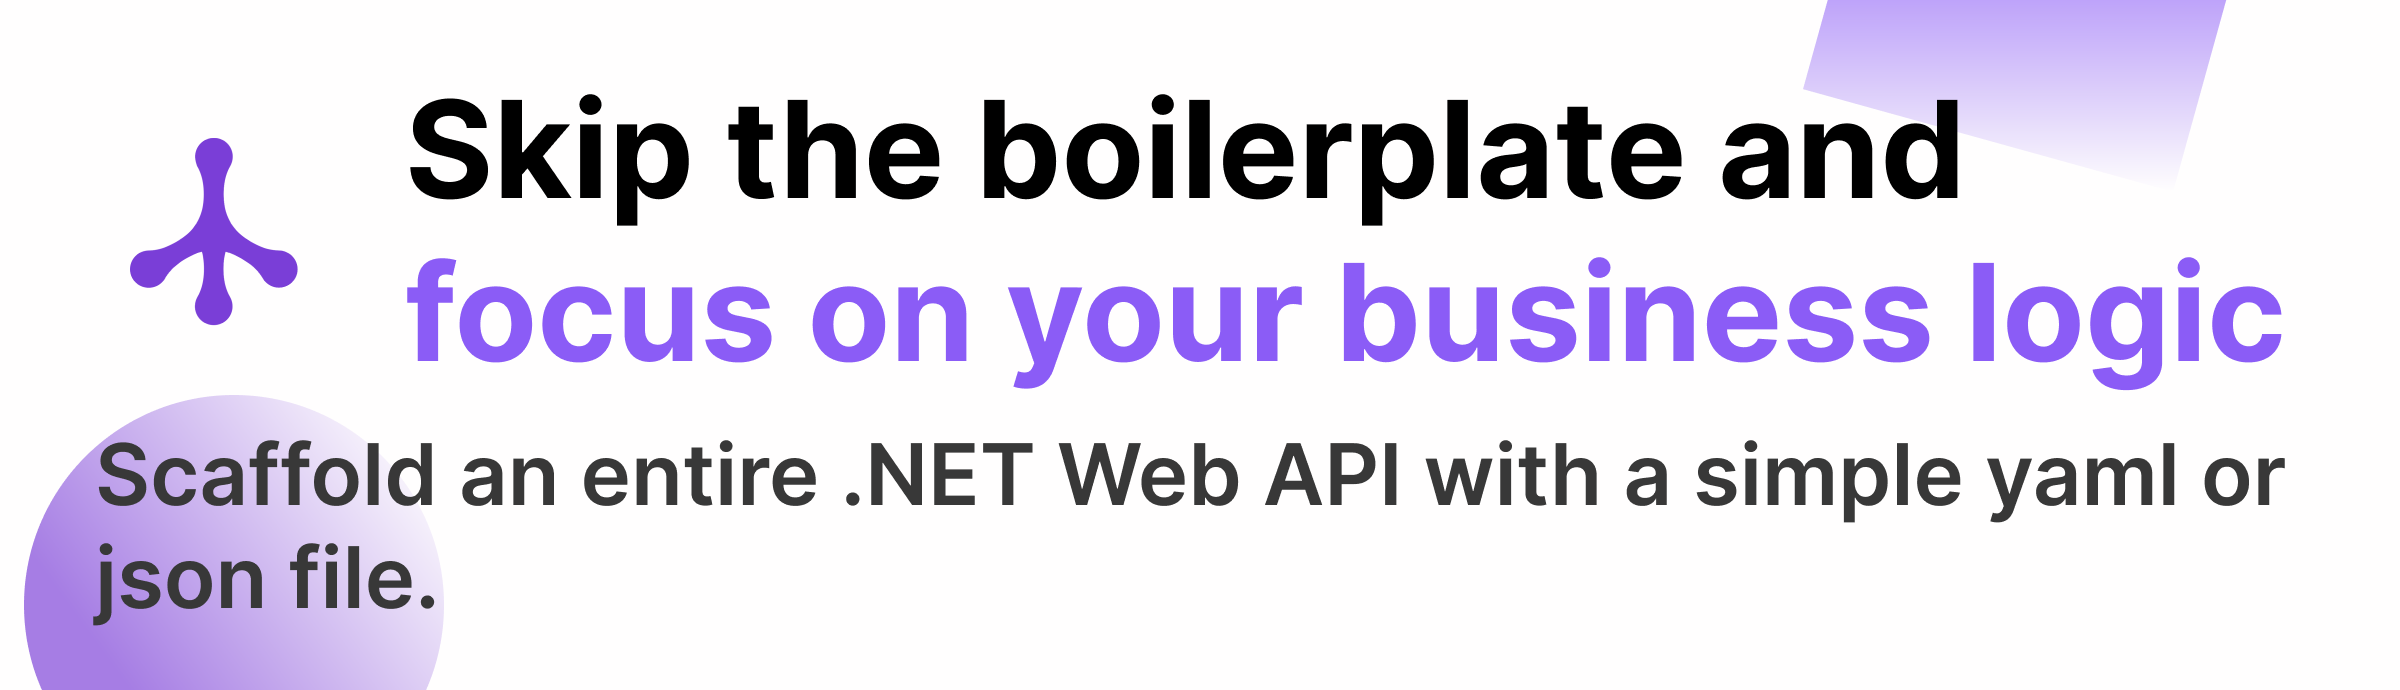 Skip the boilerplate and
focus on your business logic
Scaffold an entire .NET Web API with a simple yaml or
json file.